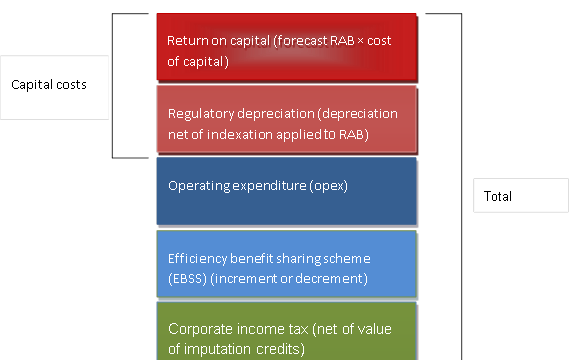 Return on capital (forecast RAB × cost
of capital)
Capital costs
Regulatory depreciation (depreciation
net of indexation applied to RAB)
Operating expenditure (opex)
Total
Efficiency benefit sharing scheme
(EBSS) (increment or decrement)
Corporate income tax (net of value
of imputation credits)